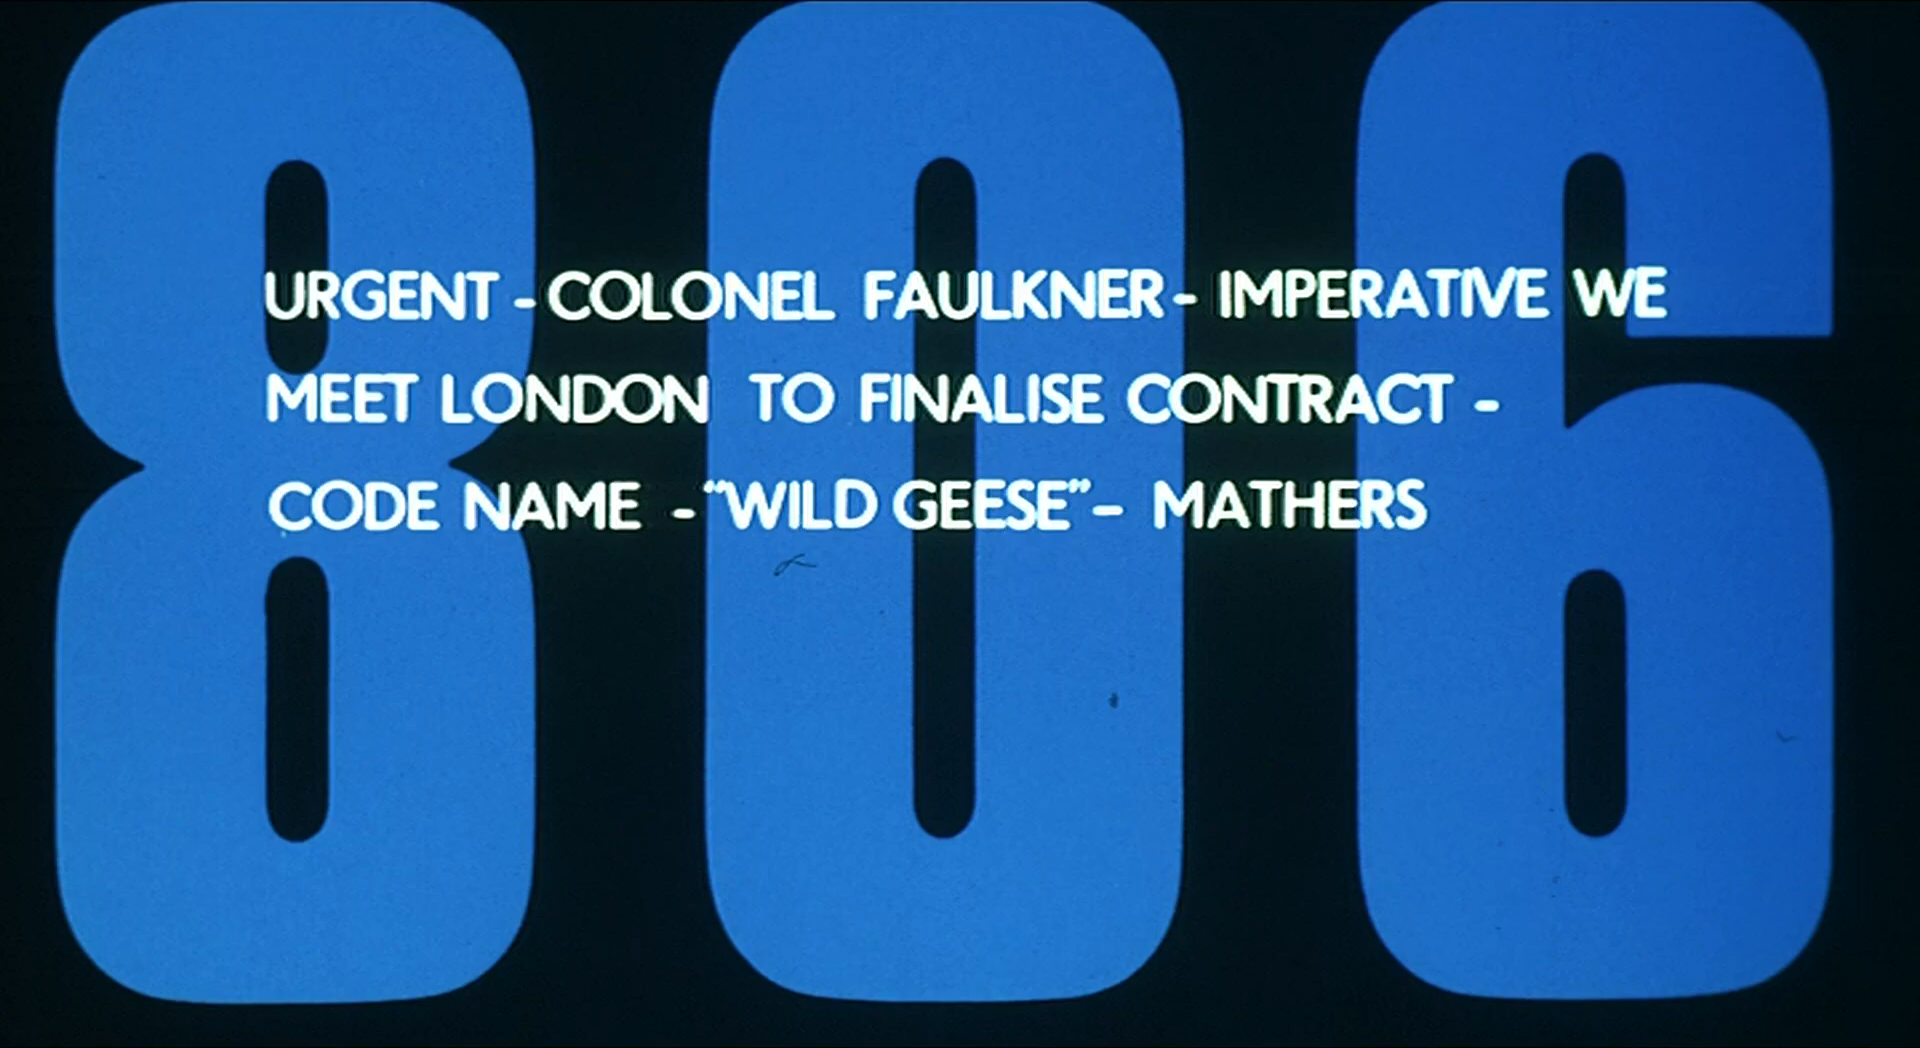 806
URGENT - COLONEL FAULKNER - IMPERATIVE WE
MEET LONDON TO FINALISE CONTRACT -
CODE NAME - “WILD GEESE” - MATHERS